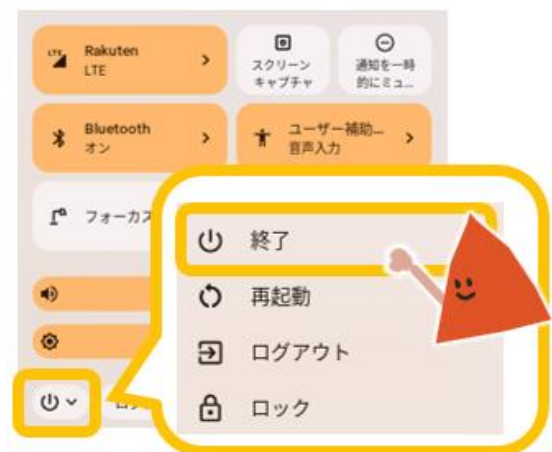 LTE
Rakuten
LTE
スクリーン
キャプチャ
通知を一時
的にミュ...
Bluetooth
オン
ユーザー補助...
音声入力
フォーカス
終了
再起動
ログアウト
ロック